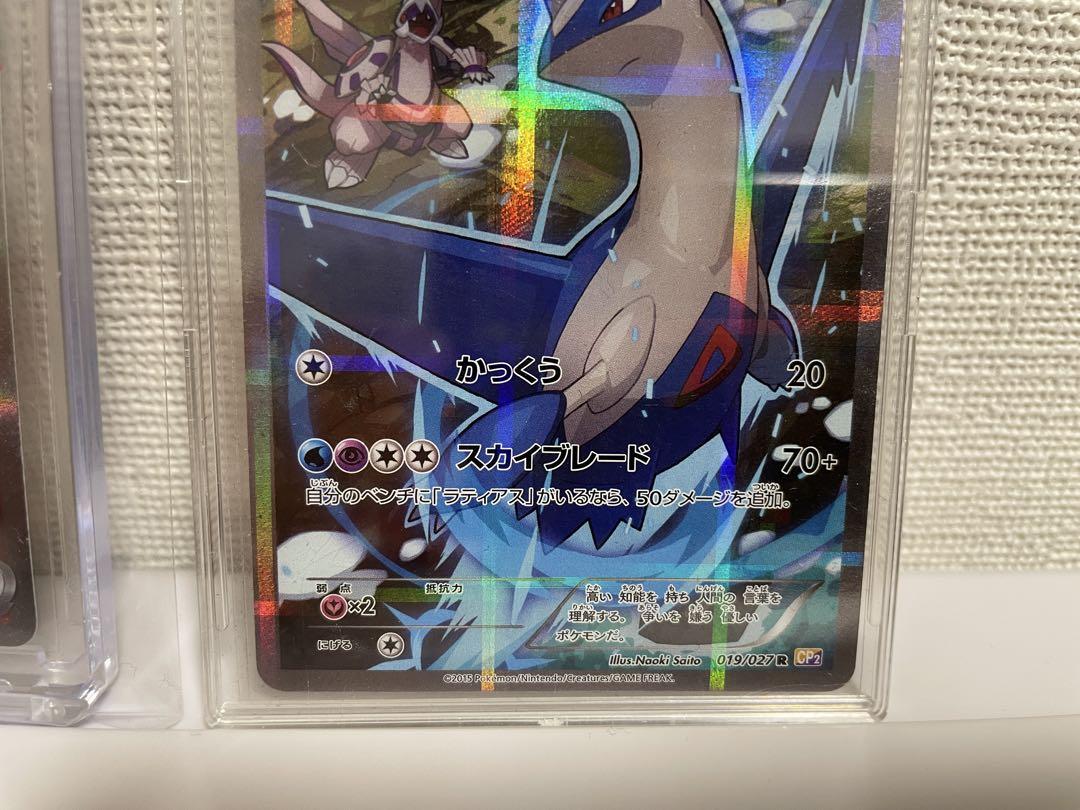 かっくう 20
スカイブレード 70+
自分のベンチに「ラティアス」がいるなら、50ダメージを追加。
弱点 抵抗力
×2
にげる
高い 知能を 持ち 人間の 言葉を
理解する。 争いを 嫌う 優しい
ポケモンだ。
Illus.Naoki Saito 019/027 R CP2
©2015 Pokémon/Nintendo/Creatures/GAME FREAK.